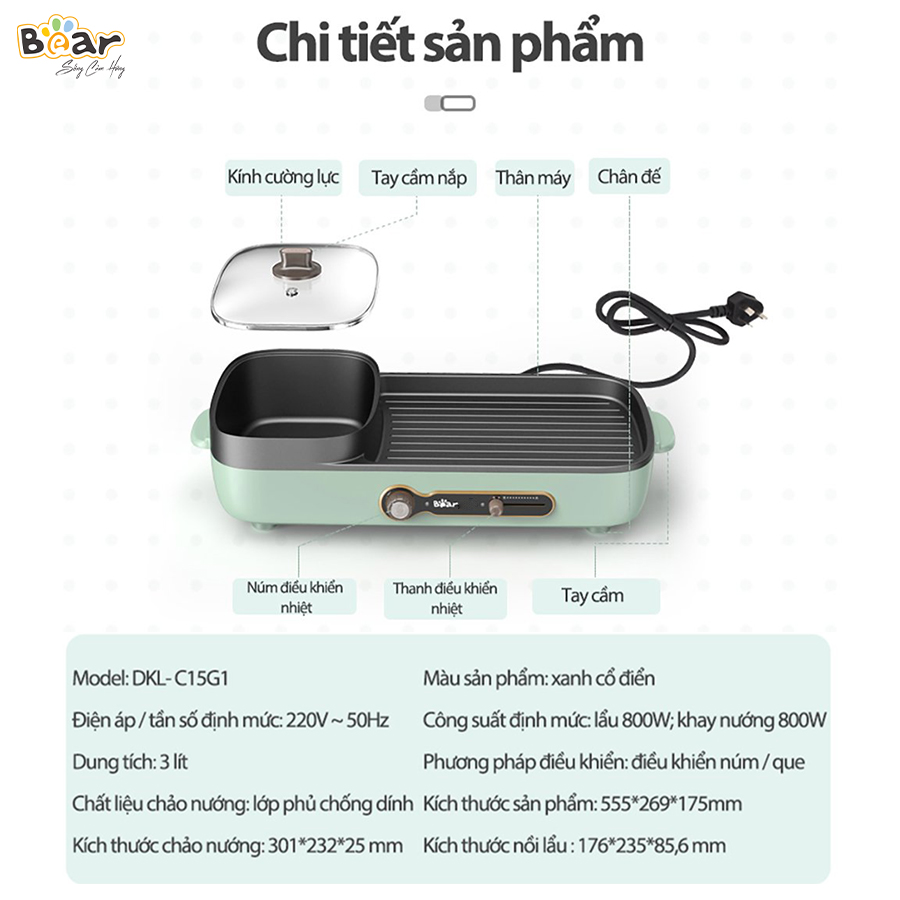 Bear
Sống Cảm Hứng
Chi tiết sản phẩm
Kính cường lực
Tay cầm nắp
Thân máy
Chân đế
Bear
Núm điều khiển
nhiệt
Thanh điều khiển
nhiệt
Tay cầm
Model: DKL- C15G1
Màu sản phẩm: xanh cổ điển
Điện áp / tần số định mức: 220V ~ 50Hz
Công suất định mức: lẩu 800W; khay nướng 800W
Dung tích: 3 lít
Phương pháp điều khiển: điều khiển núm / que
Chất liệu chảo nướng: lớp phủ chống dính
Kích thước sản phẩm: 555*269*175mm
Kích thước chảo nướng: 301*232*25 mm
Kích thước nồi lẩu : 176*235*85,6 mm